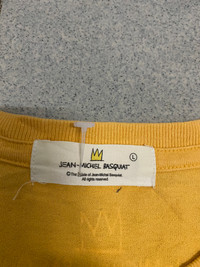 JEAN-MICHEL BASQUIAT
L
© The Estate of Jean-Michel Basquiat.
All rights reserved.